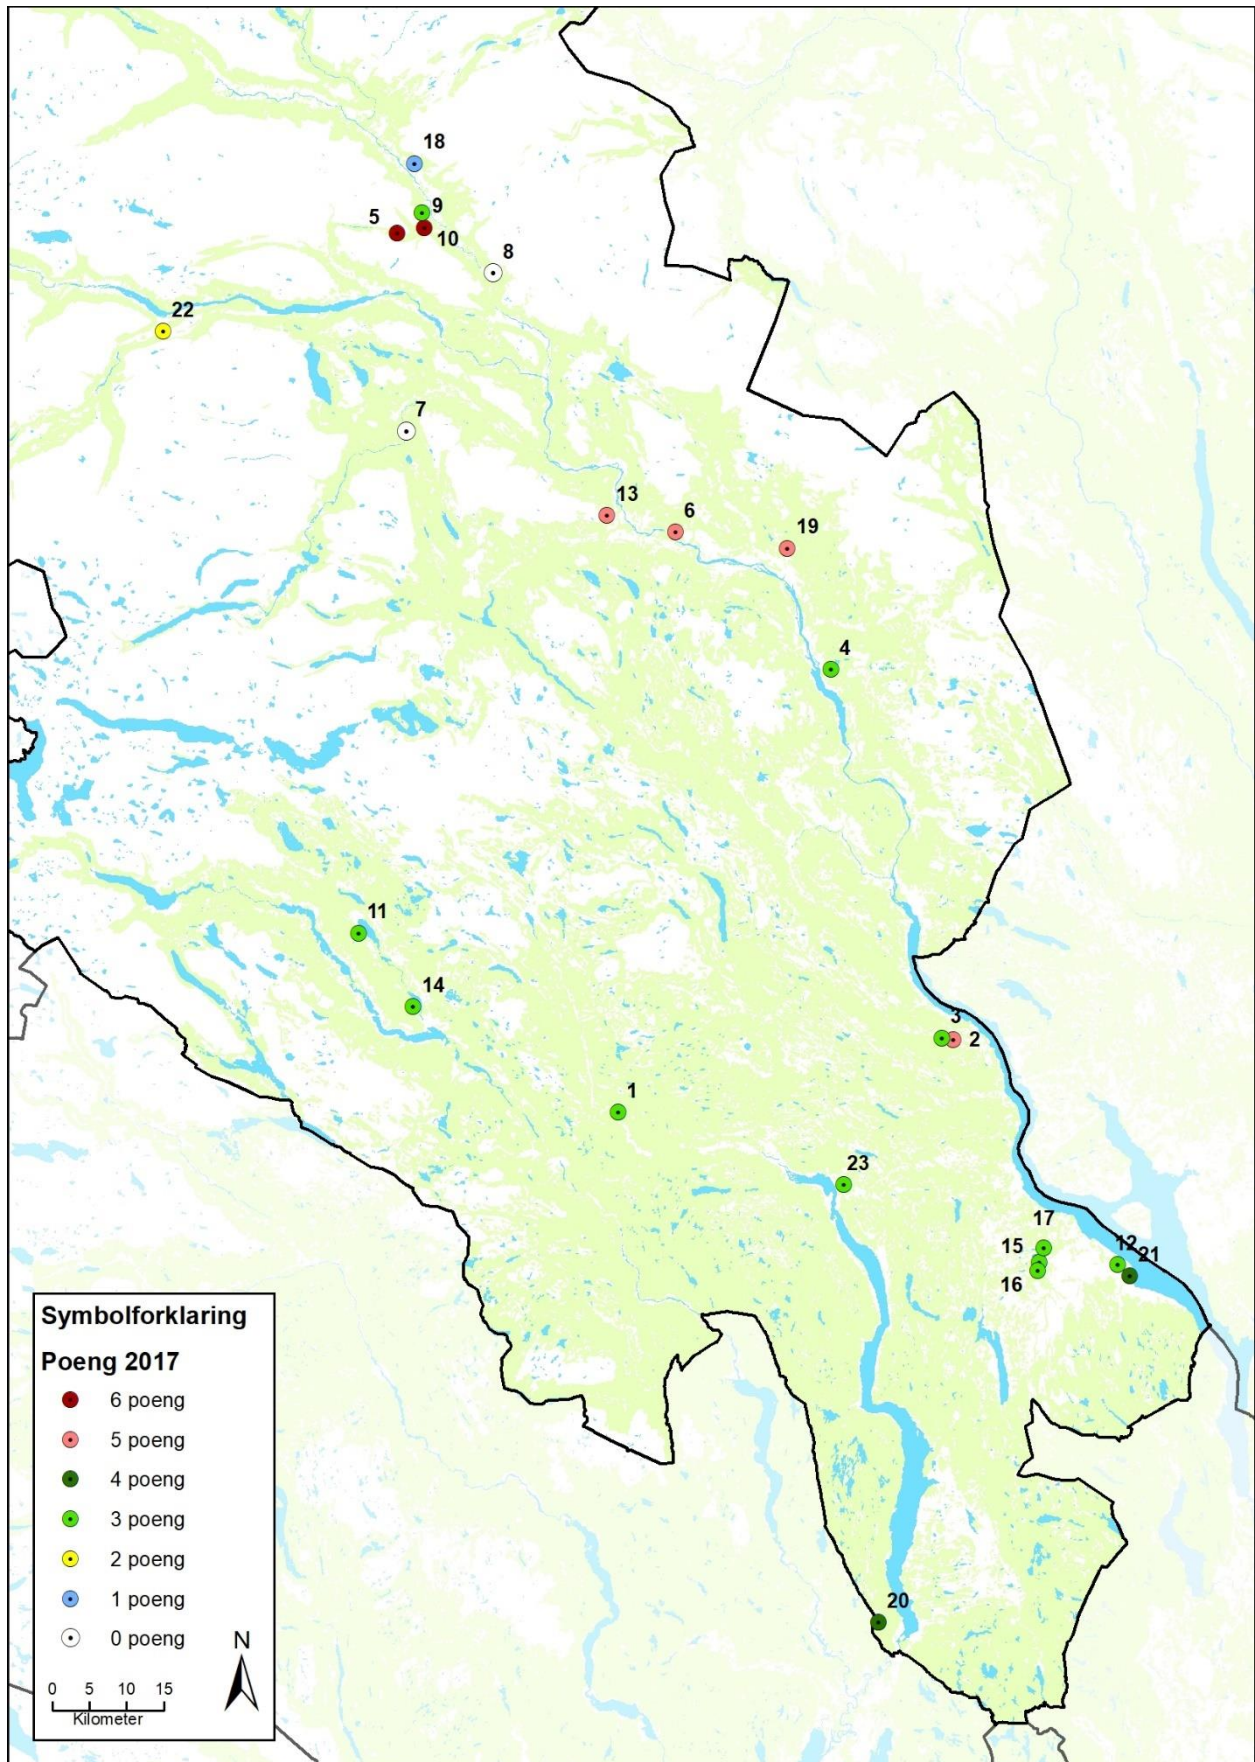 18
9
5
10
8
22
7
13
6
19
4
11
14
3
2
1
23
17
15
12
21
16
20
Symbolforklaring
Poeng 2017
6 poeng
5 poeng
4 poeng
3 poeng
2 poeng
1 poeng
0 poeng
N
0 5 10 15
Kilometer